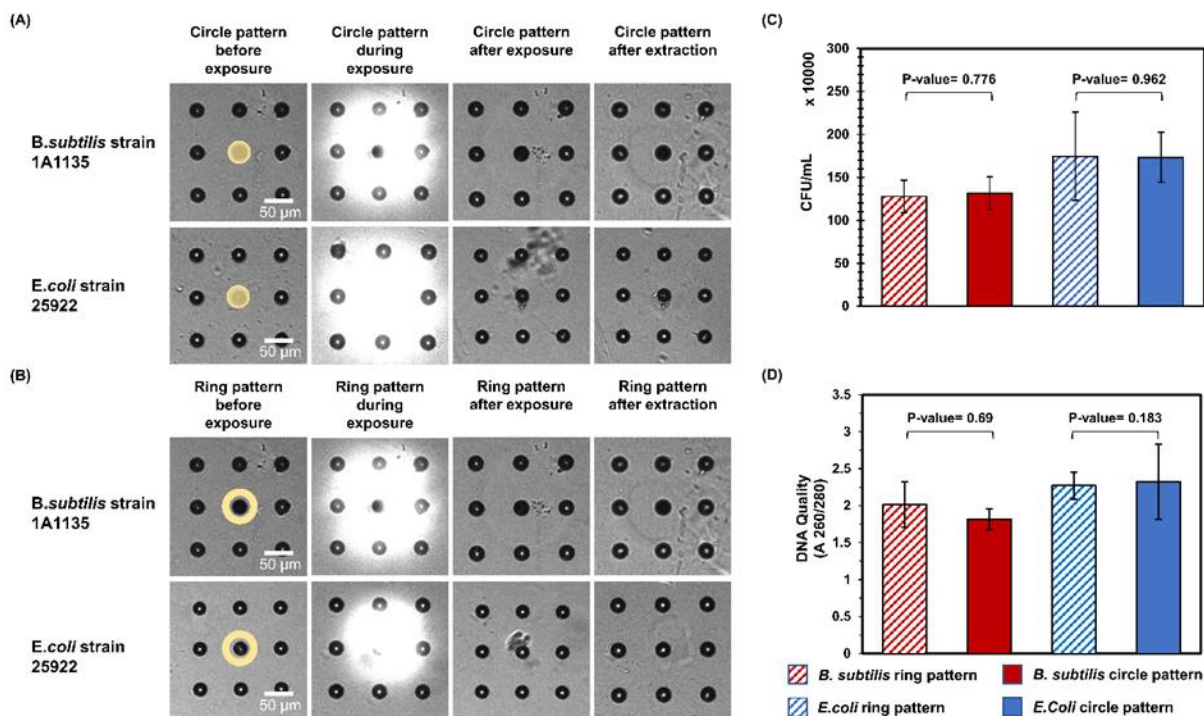 (A)
Circle pattern
before
exposure
Circle pattern
during
exposure
Circle pattern
after exposure
Circle pattern
after extraction
B.subtilis strain
1A1135
50 µm
E.coli strain
25922
50 µm
(B)
Ring pattern
before
exposure
Ring pattern
during
exposure
Ring pattern
after exposure
Ring pattern
after extraction
B.subtilis strain
1A1135
50 µm
E.coli strain
25922
50 µm
(C)
x 10000
CFU/mL
300
250
200
150
100
50
0
P-value= 0.776
P-value= 0.962
(D)
DNA Quality
(A 260/280)
3.5
3
2.5
2
1.5
1
0.5
0
P-value= 0.69
P-value= 0.183
B. subtilis ring pattern
B. subtilis circle pattern
E.coli ring pattern
E.Coli circle pattern